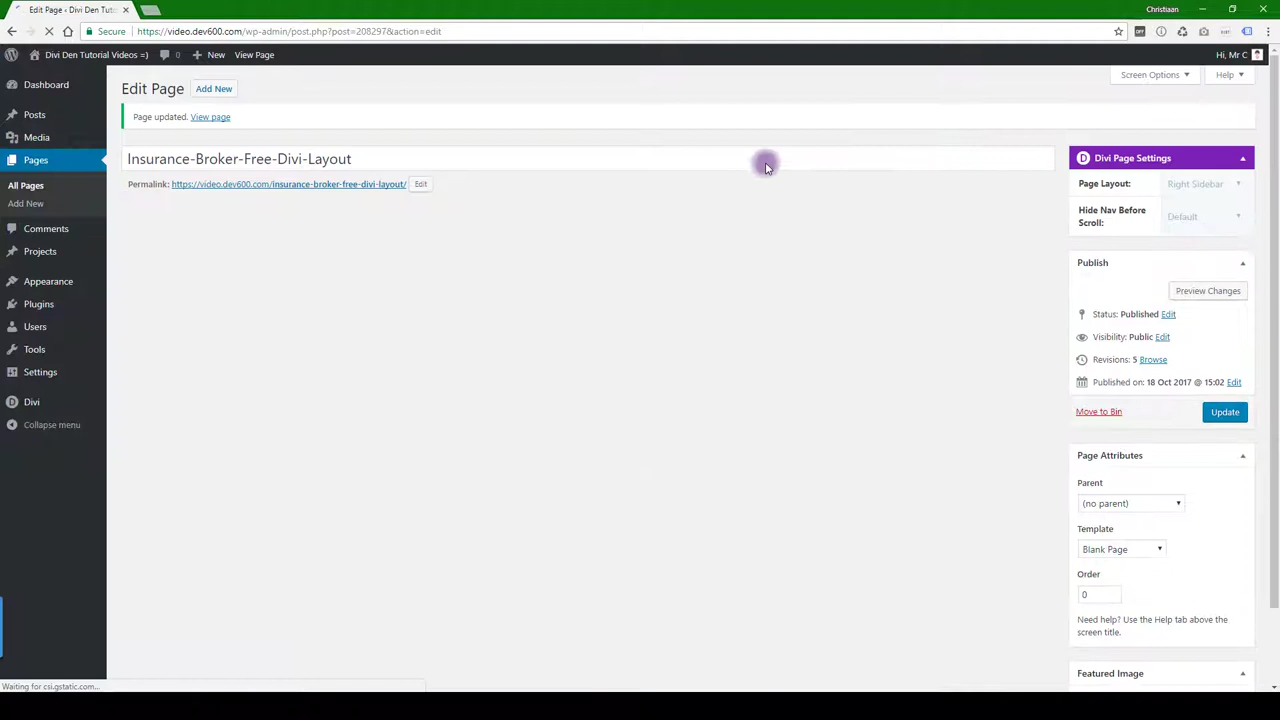 Edit Page ‹ Divi Den Tu
Christiaan
Secure
https://video.dev600.com/wp-admin/post.php?post=208297&action=edit
Divi Den Tutorial Videos =)
0
New
View Page
Hi, Mr C
Dashboard
Posts
Media
Pages
All Pages
Add New
Comments
Projects
Appearance
Plugins
Users
Tools
Settings
Divi
Collapse menu
Edit Page
Add New
Screen Options
Help
Page updated. View page
Insurance-Broker-Free-Divi-Layout
Permalink: https://video.dev600.com/insurance-broker-free-divi-layout/ Edit
Divi Page Settings
Page Layout: Right Sidebar
Hide Nav Before
Scroll:
Default
Publish
Preview Changes
Status: Published Edit
Visibility: Public Edit
Revisions: 5 Browse
Published on: 18 Oct 2017 @ 15:02 Edit
Move to Bin
Update
Page Attributes
Parent
(no parent)
Template
Blank Page
Order
0
Need help? Use the Help tab above the
screen title.
Featured Image
Waiting for csi.gstatic.com...